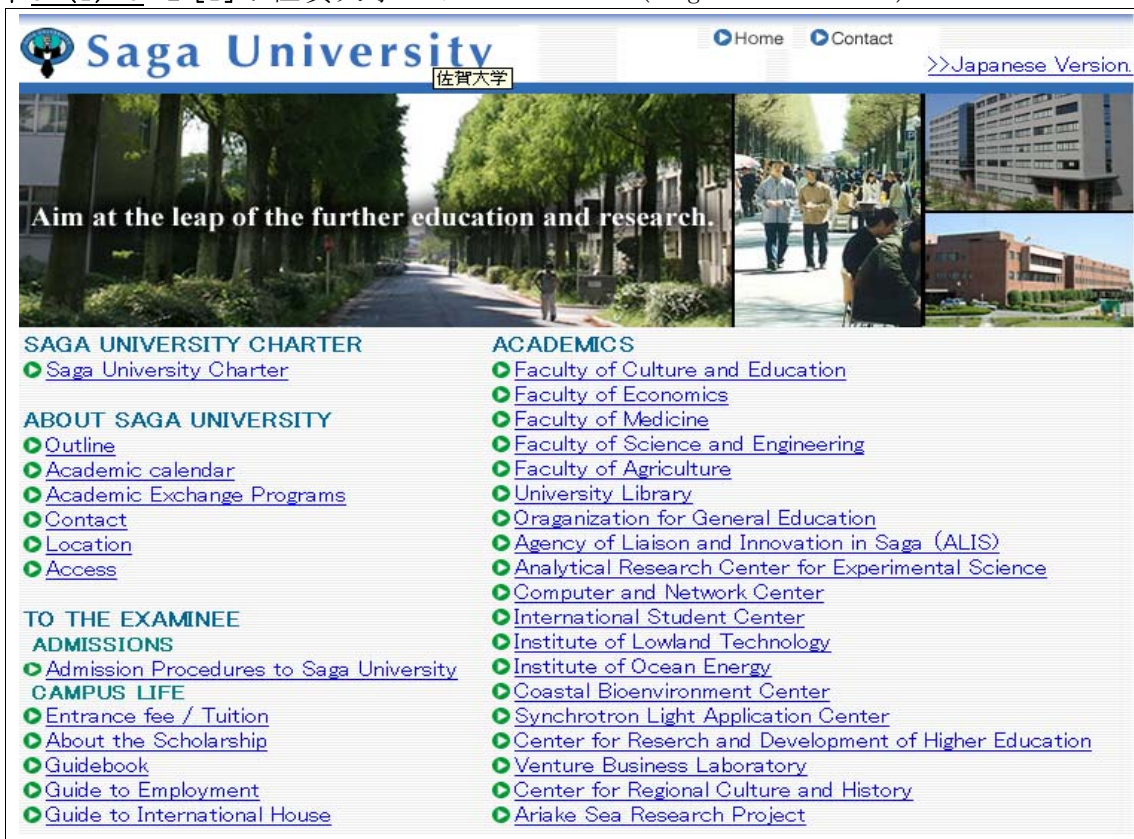 Saga University
佐賀大学
Home
Contact
>>Japanese Version.
Aim at the leap of the further education and research.
SAGA UNIVERSITY CHARTER
Saga University Charter
ABOUT SAGA UNIVERSITY
Outline
Academic calendar
Academic Exchange Programs
Contact
Location
Access
TO THE EXAMINEE
ADMISSIONS
Admission Procedures to Saga University
CAMPUS LIFE
Entrance fee / Tuition
About the Scholarship
Guidebook
Guide to Employment
Guide to International House
ACADEMICS
Faculty of Culture and Education
Faculty of Economics
Faculty of Medicine
Faculty of Science and Engineering
Faculty of Agriculture
University Library
Oraganization for General Education
Agency of Liaison and Innovation in Saga (ALIS)
Analytical Research Center for Experimental Science
Computer and Network Center
International Student Center
Institute of Lowland Technology
Institute of Ocean Energy
Coastal Bioenvironment Center
Synchrotron Light Application Center
Center for Reserch and Development of Higher Education
Venture Business Laboratory
Center for Regional Culture and History
Ariake Sea Research Project